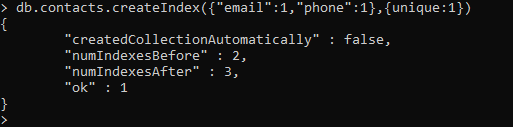 > db.contacts.createIndex({"email":1,"phone":1},{unique:1})
{
"createdCollectionAutomatically" : false,
"numIndexesBefore" : 2,
"numIndexesAfter" : 3,
"ok" : 1
}
>